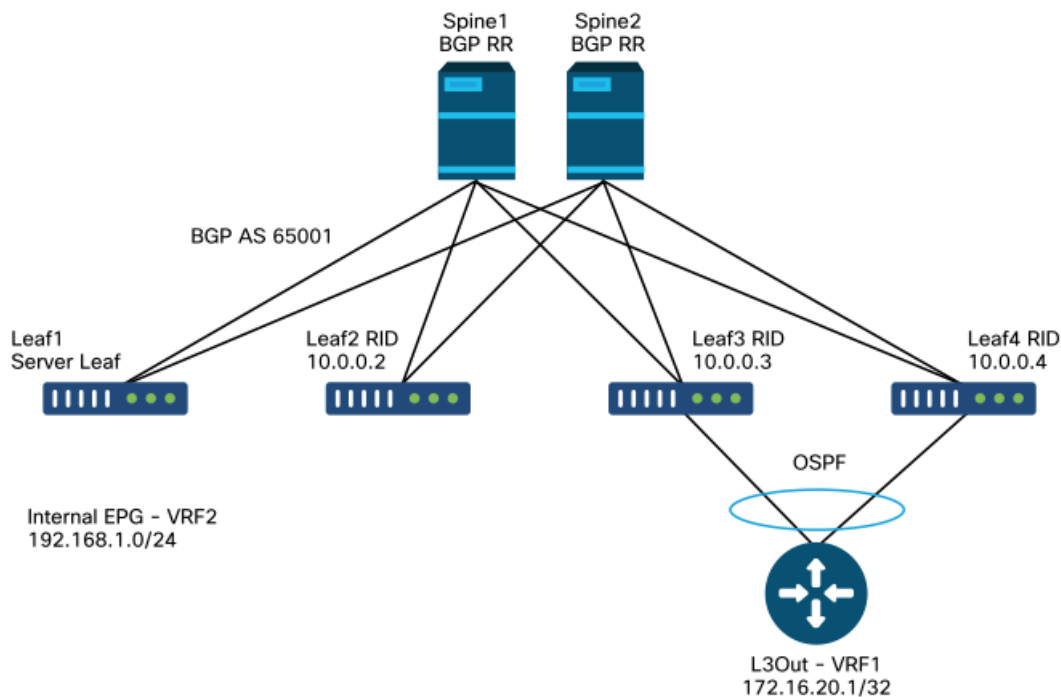 Spine1
BGP RR
Spine2
BGP RR
BGP AS 65001
Leaf1
Server Leaf
Leaf2 RID
10.0.0.2
Leaf3 RID
10.0.0.3
Leaf4 RID
10.0.0.4
OSPF
Internal EPG - VRF2
192.168.1.0/24
L3Out - VRF1
172.16.20.1/32